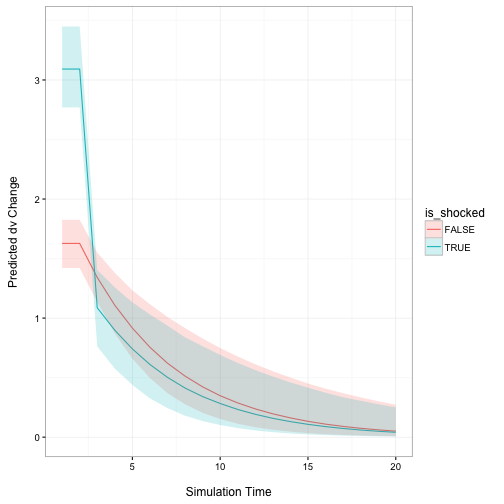 Predicted dv Change
3
2
1
0
5
10
15
20
Simulation Time
is_shocked
FALSE
TRUE